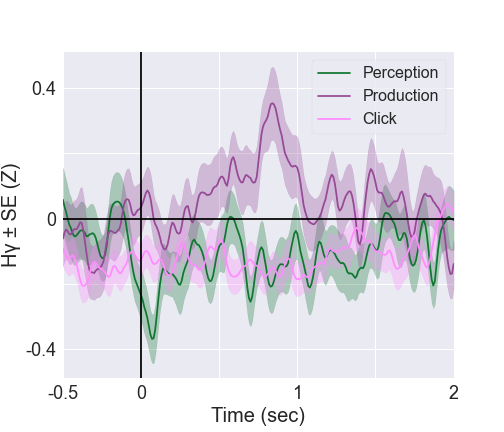 Perception
Production
Click
0.4
0
-0.4
Hγ ± SE (Z)
-0.5
0
1
2
Time (sec)